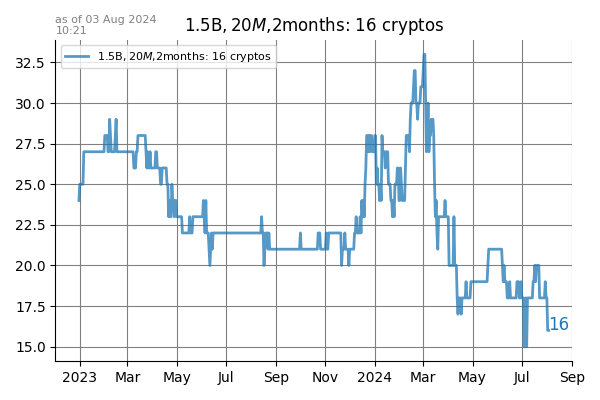 as of 03 Aug 2024
10:21
1.5B, 20M,2months: 16 cryptos
1.5B, 20M,2months: 16 cryptos
32.5
30.0
27.5
25.0
22.5
20.0
17.5
15.0
16
2023 Mar May Jul Sep Nov 2024 Mar May Jul Sep